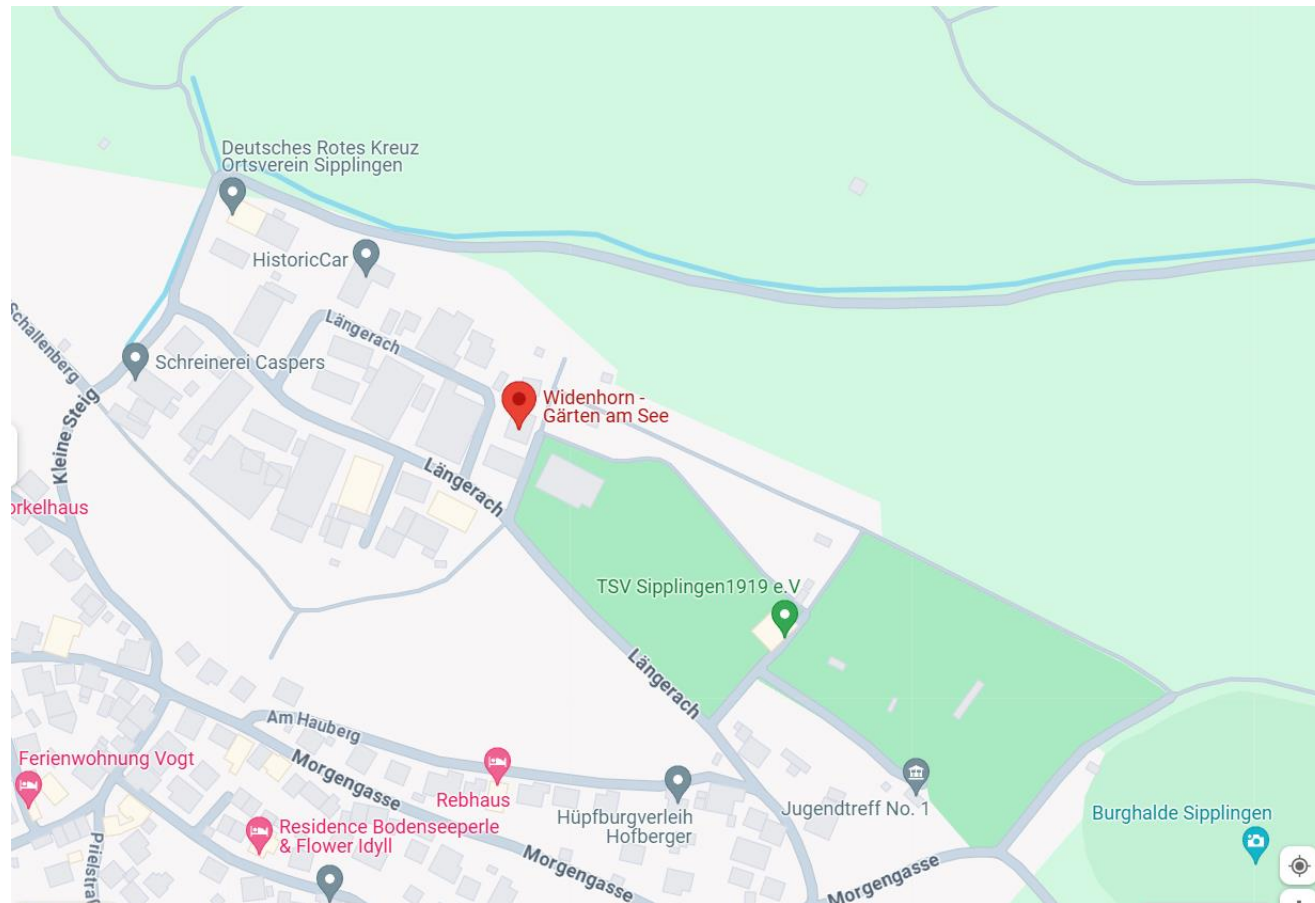 Deutsches Rotes Kreuz
Ortsverein Sipplingen
HistoricCar
Längerach
Schallenberg
Schreinerei Caspers
Widenhorn -
Gärten am See
Kleine Steig
Längerach
orkelhaus
TSV Sipplingen1919 e.V
Längerach
Am Hauberg
Ferienwohnung Vogt
Morgengasse
Rebhaus
Hüpfburgverleih
Hofberger
Jugendtreff No. 1
Burghalde Sipplingen
Residence Bodenseeperle
& Flower Idyll
Prielstra
Morgengasse
Morgengasse